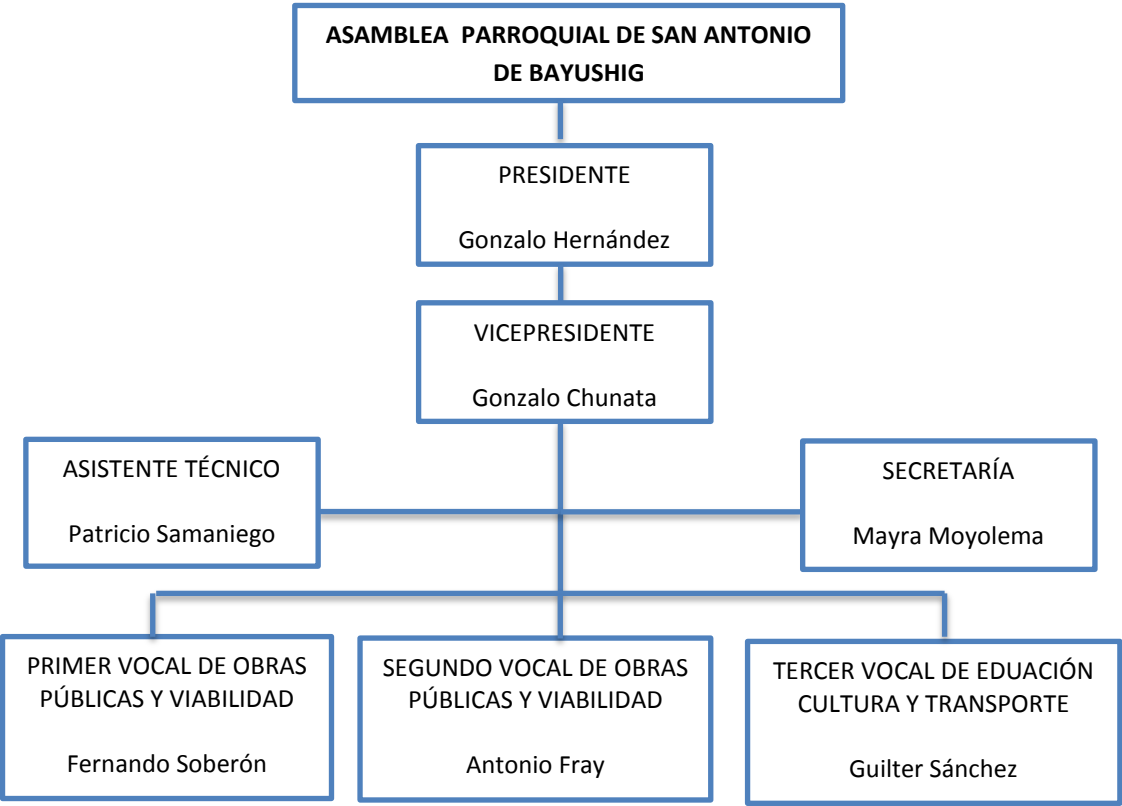 ASAMBLEA PARROQUIAL DE SAN ANTONIO
DE BAYUSHIG
PRESIDENTE
Gonzalo Hernández
VICEPRESIDENTE
Gonzalo Chunata
ASISTENTE TÉCNICO
Patricio Samaniego
SECRETARÍA
Mayra Moyolema
PRIMER VOCAL DE OBRAS
PÚBLICAS Y VIABILIDAD
Fernando Soberón
SEGUNDO VOCAL DE OBRAS
PÚBLICAS Y VIABILIDAD
Antonio Fray
TERCER VOCAL DE EDUACIÓN
CULTURA Y TRANSPORTE
Guilter Sánchez